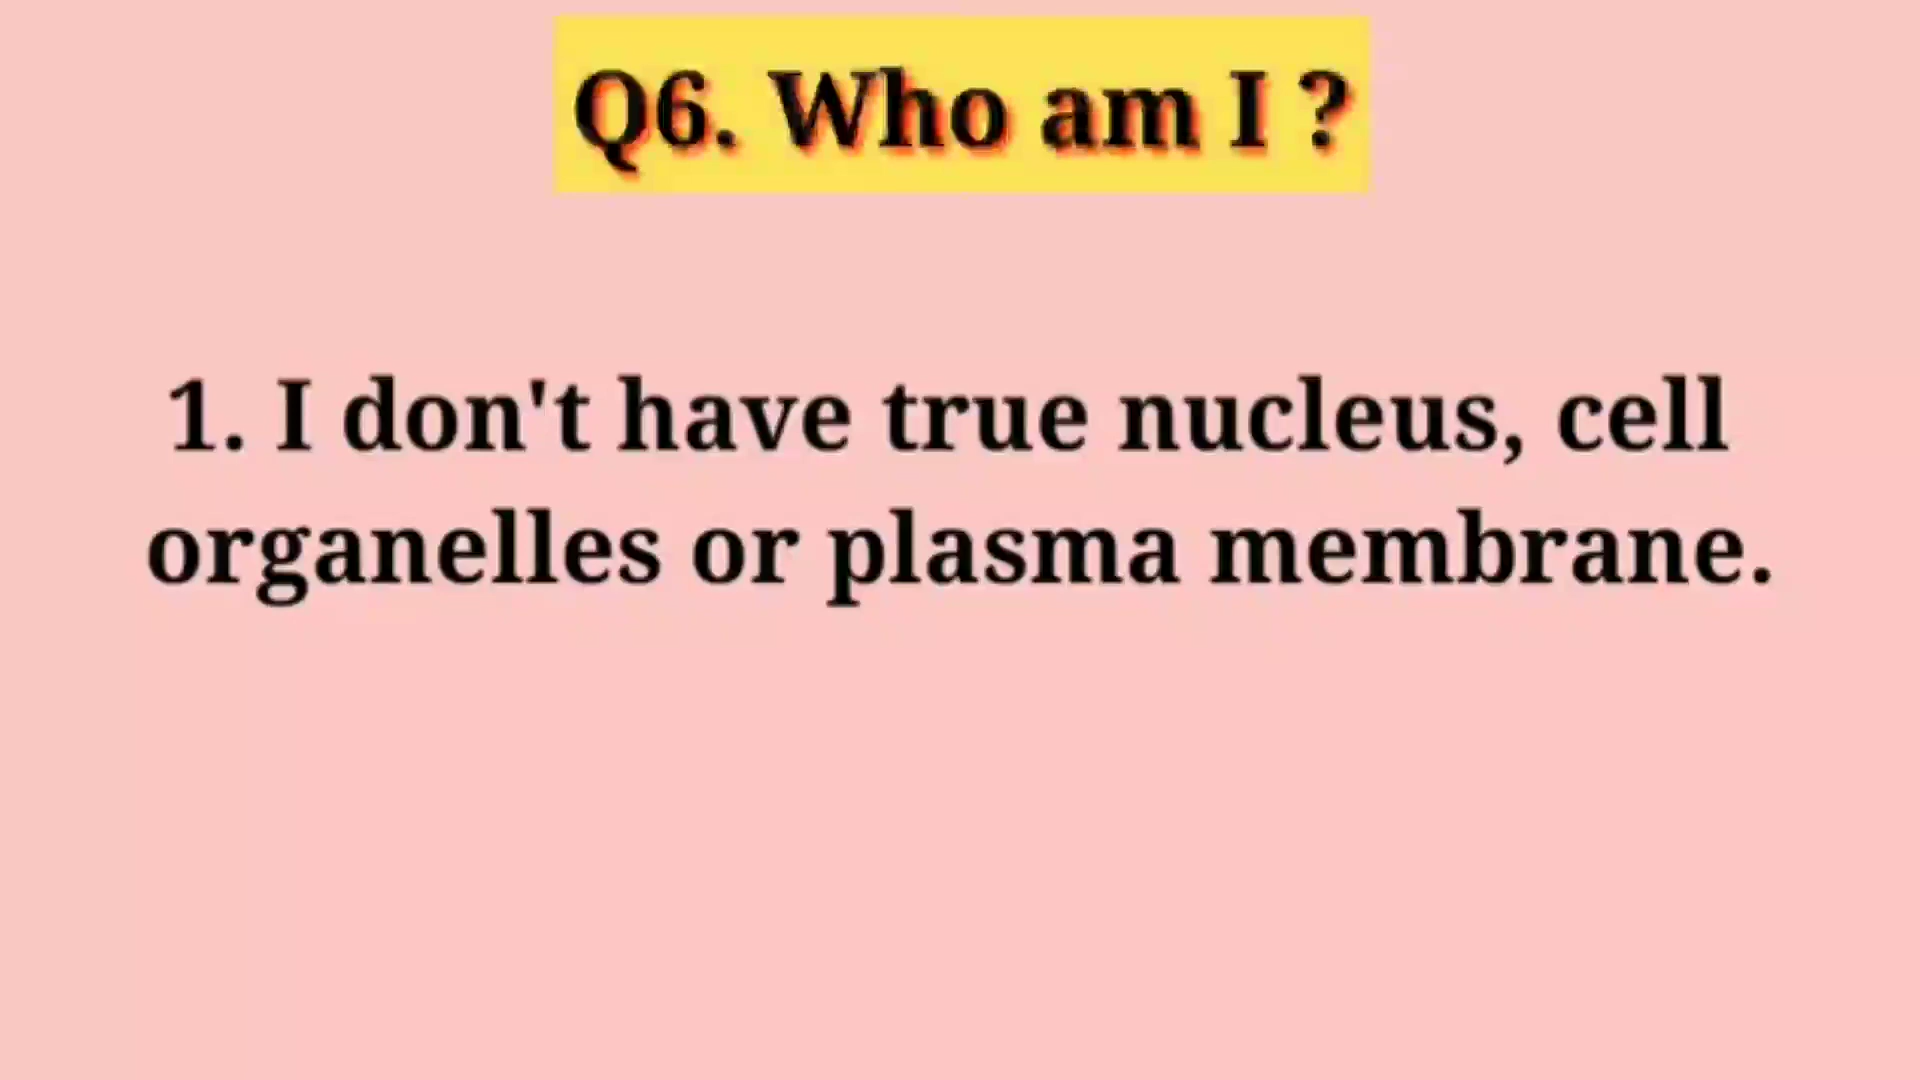 Q6. Who am I ?
1. I don't have true nucleus, cell
organelles or plasma membrane.